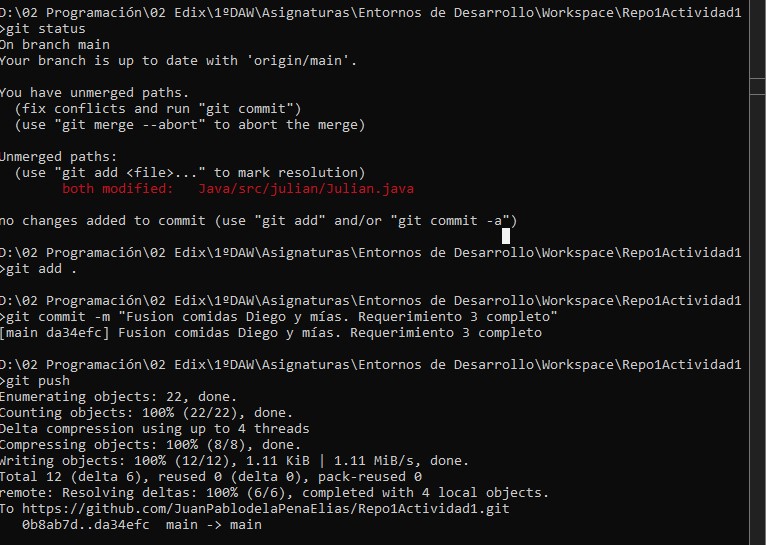 D:\02 Programación\02 Edix\1ºDAW\Asignaturas\Entornos de Desarrollo\Workspace\Repo1Actividad1
>git status
On branch main
Your branch is up to date with 'origin/main'.
You have unmerged paths.
(fix conflicts and run "git commit")
(use "git merge --abort" to abort the merge)
Unmerged paths:
(use "git add <file>..." to mark resolution)
both modified:   Java/src/julian/Julian.java
no changes added to commit (use "git add" and/or "git commit -a")
D:\02 Programación\02 Edix\1ºDAW\Asignaturas\Entornos de Desarrollo\Workspace\Repo1Actividad1
>git add .
D:\02 Programación\02 Edix\1ºDAW\Asignaturas\Entornos de Desarrollo\Workspace\Repo1Actividad1
>git commit -m "Fusion comidas Diego y mías. Requerimiento 3 completo"
[main da34efc] Fusion comidas Diego y mías. Requerimiento 3 completo
D:\02 Programación\02 Edix\1ºDAW\Asignaturas\Entornos de Desarrollo\Workspace\Repo1Actividad1
>git push
Enumerating objects: 22, done.
Counting objects: 100% (22/22), done.
Delta compression using up to 4 threads
Compressing objects: 100% (8/8), done.
Writing objects: 100% (12/12), 1.11 KiB | 1.11 MiB/s, done.
Total 12 (delta 6), reused 0 (delta 0), pack-reused 0
remote: Resolving deltas: 100% (6/6), completed with 4 local objects.
To https://github.com/JuanPablodelaPenaElias/Repo1Actividad1.git
0b8ab7d..da34efc  main -> main